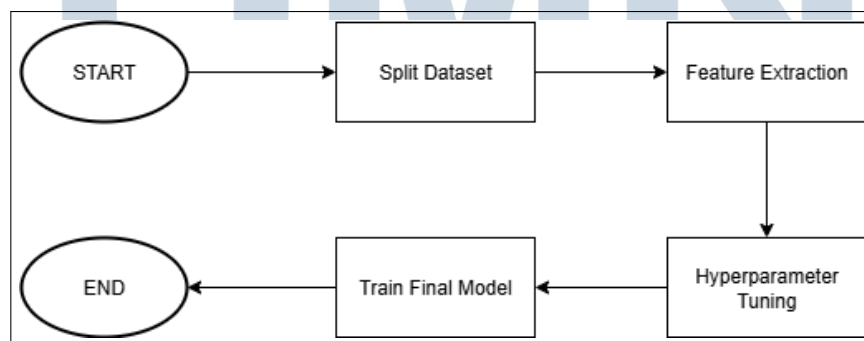 START
Split Dataset
Feature Extraction
Hyperparameter
Tuning
Train Final Model
END